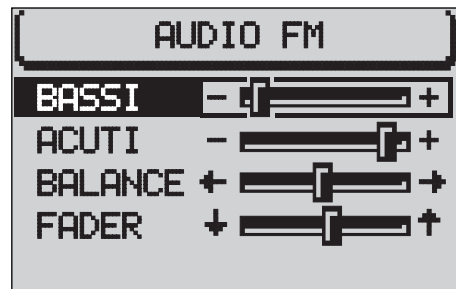 AUDIO FM
BASSI - +
ACUTI - +
BALANCE ← →
FADER ↓ ↑